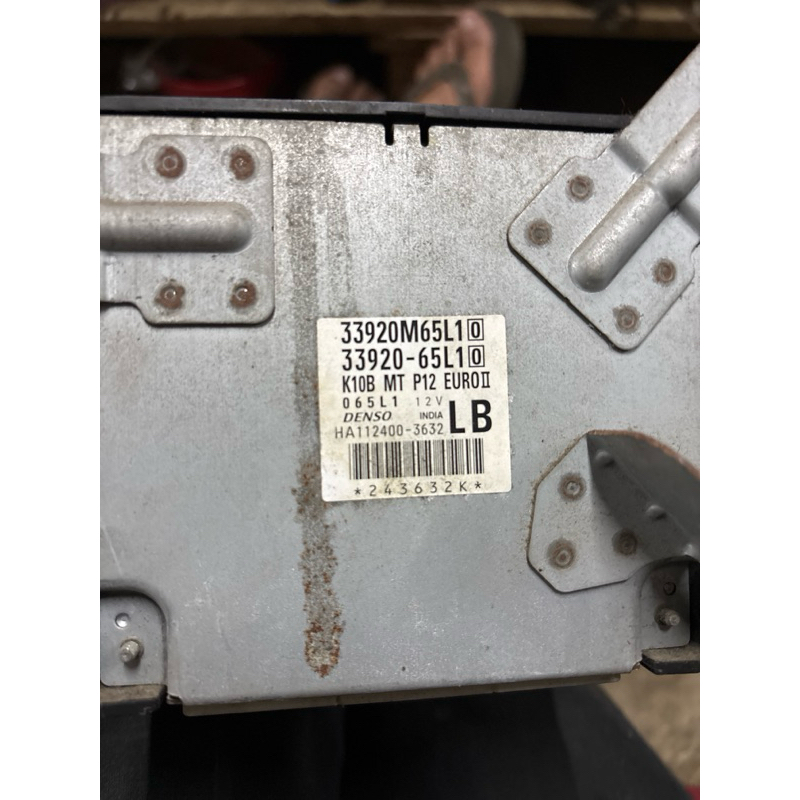 33920M65L10
33920-65L10
K10B MT P12 EUROII
065L1 12V
DENSO INDIA LB
HA112400-3632
*243632K*